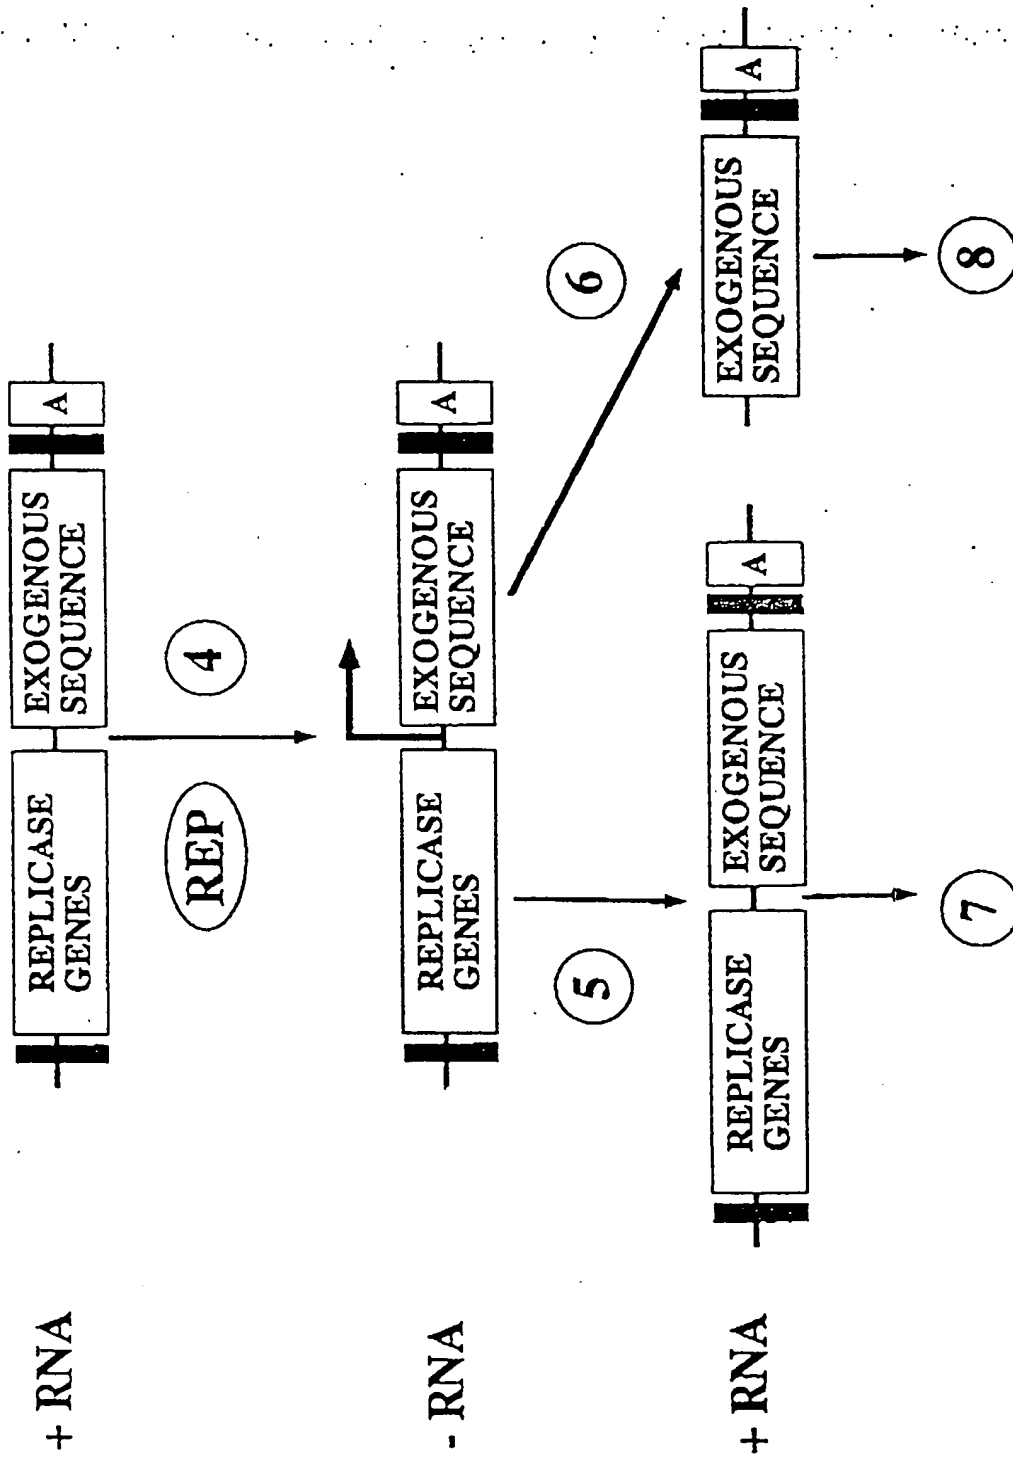 + RNA
REPLICASE
GENES
EXOGENOUS
SEQUENCE
A
REP
4
- RNA
REPLICASE
GENES
EXOGENOUS
SEQUENCE
A
5
6
+ RNA
REPLICASE
GENES
EXOGENOUS
SEQUENCE
A
EXOGENOUS
SEQUENCE
A
7
8